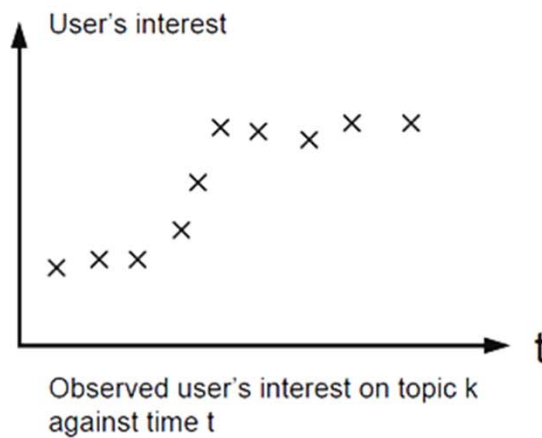 User's interest
t
Observed user's interest on topic k
against time t